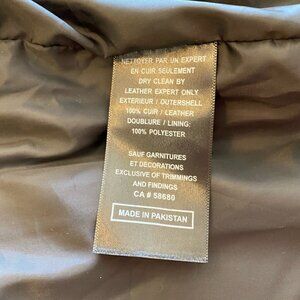 NETTOYER PAR UN EXPERT
EN CUIR SEULEMENT
DRY CLEAN BY
LEATHER EXPERT ONLY
EXTERIEUR / OUTERSHELL
100% CUIR / LEATHER
DOUBLURE / LINING:
100% POLYESTER
SAUF GARNITURES
ET DECORATIONS
EXCLUSIVE OF TRIMMINGS
AND FINDINGS
CA # 58680
MADE IN PAKISTAN